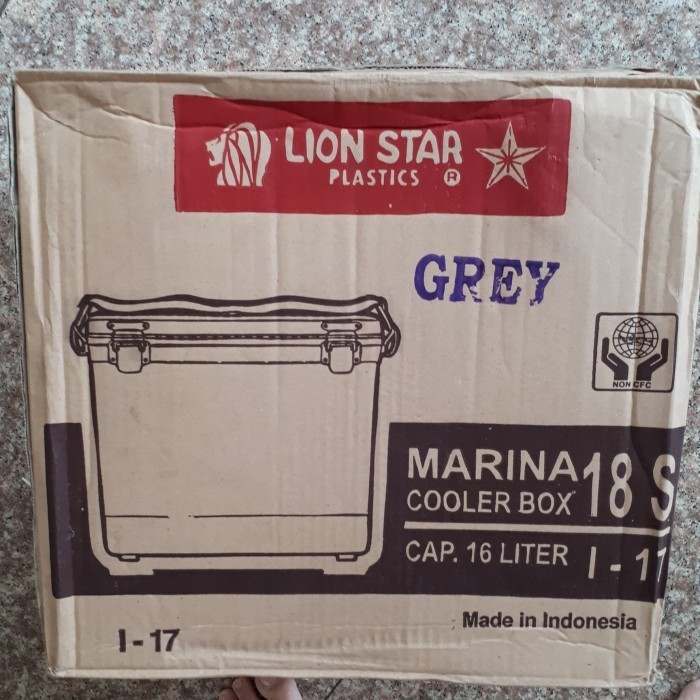 LION STAR
PLASTICS ®
GREY
NON CFC
MARINA 18 S
COOLER BOX
CAP. 16 LITER I - 17
Made in Indonesia
I - 17